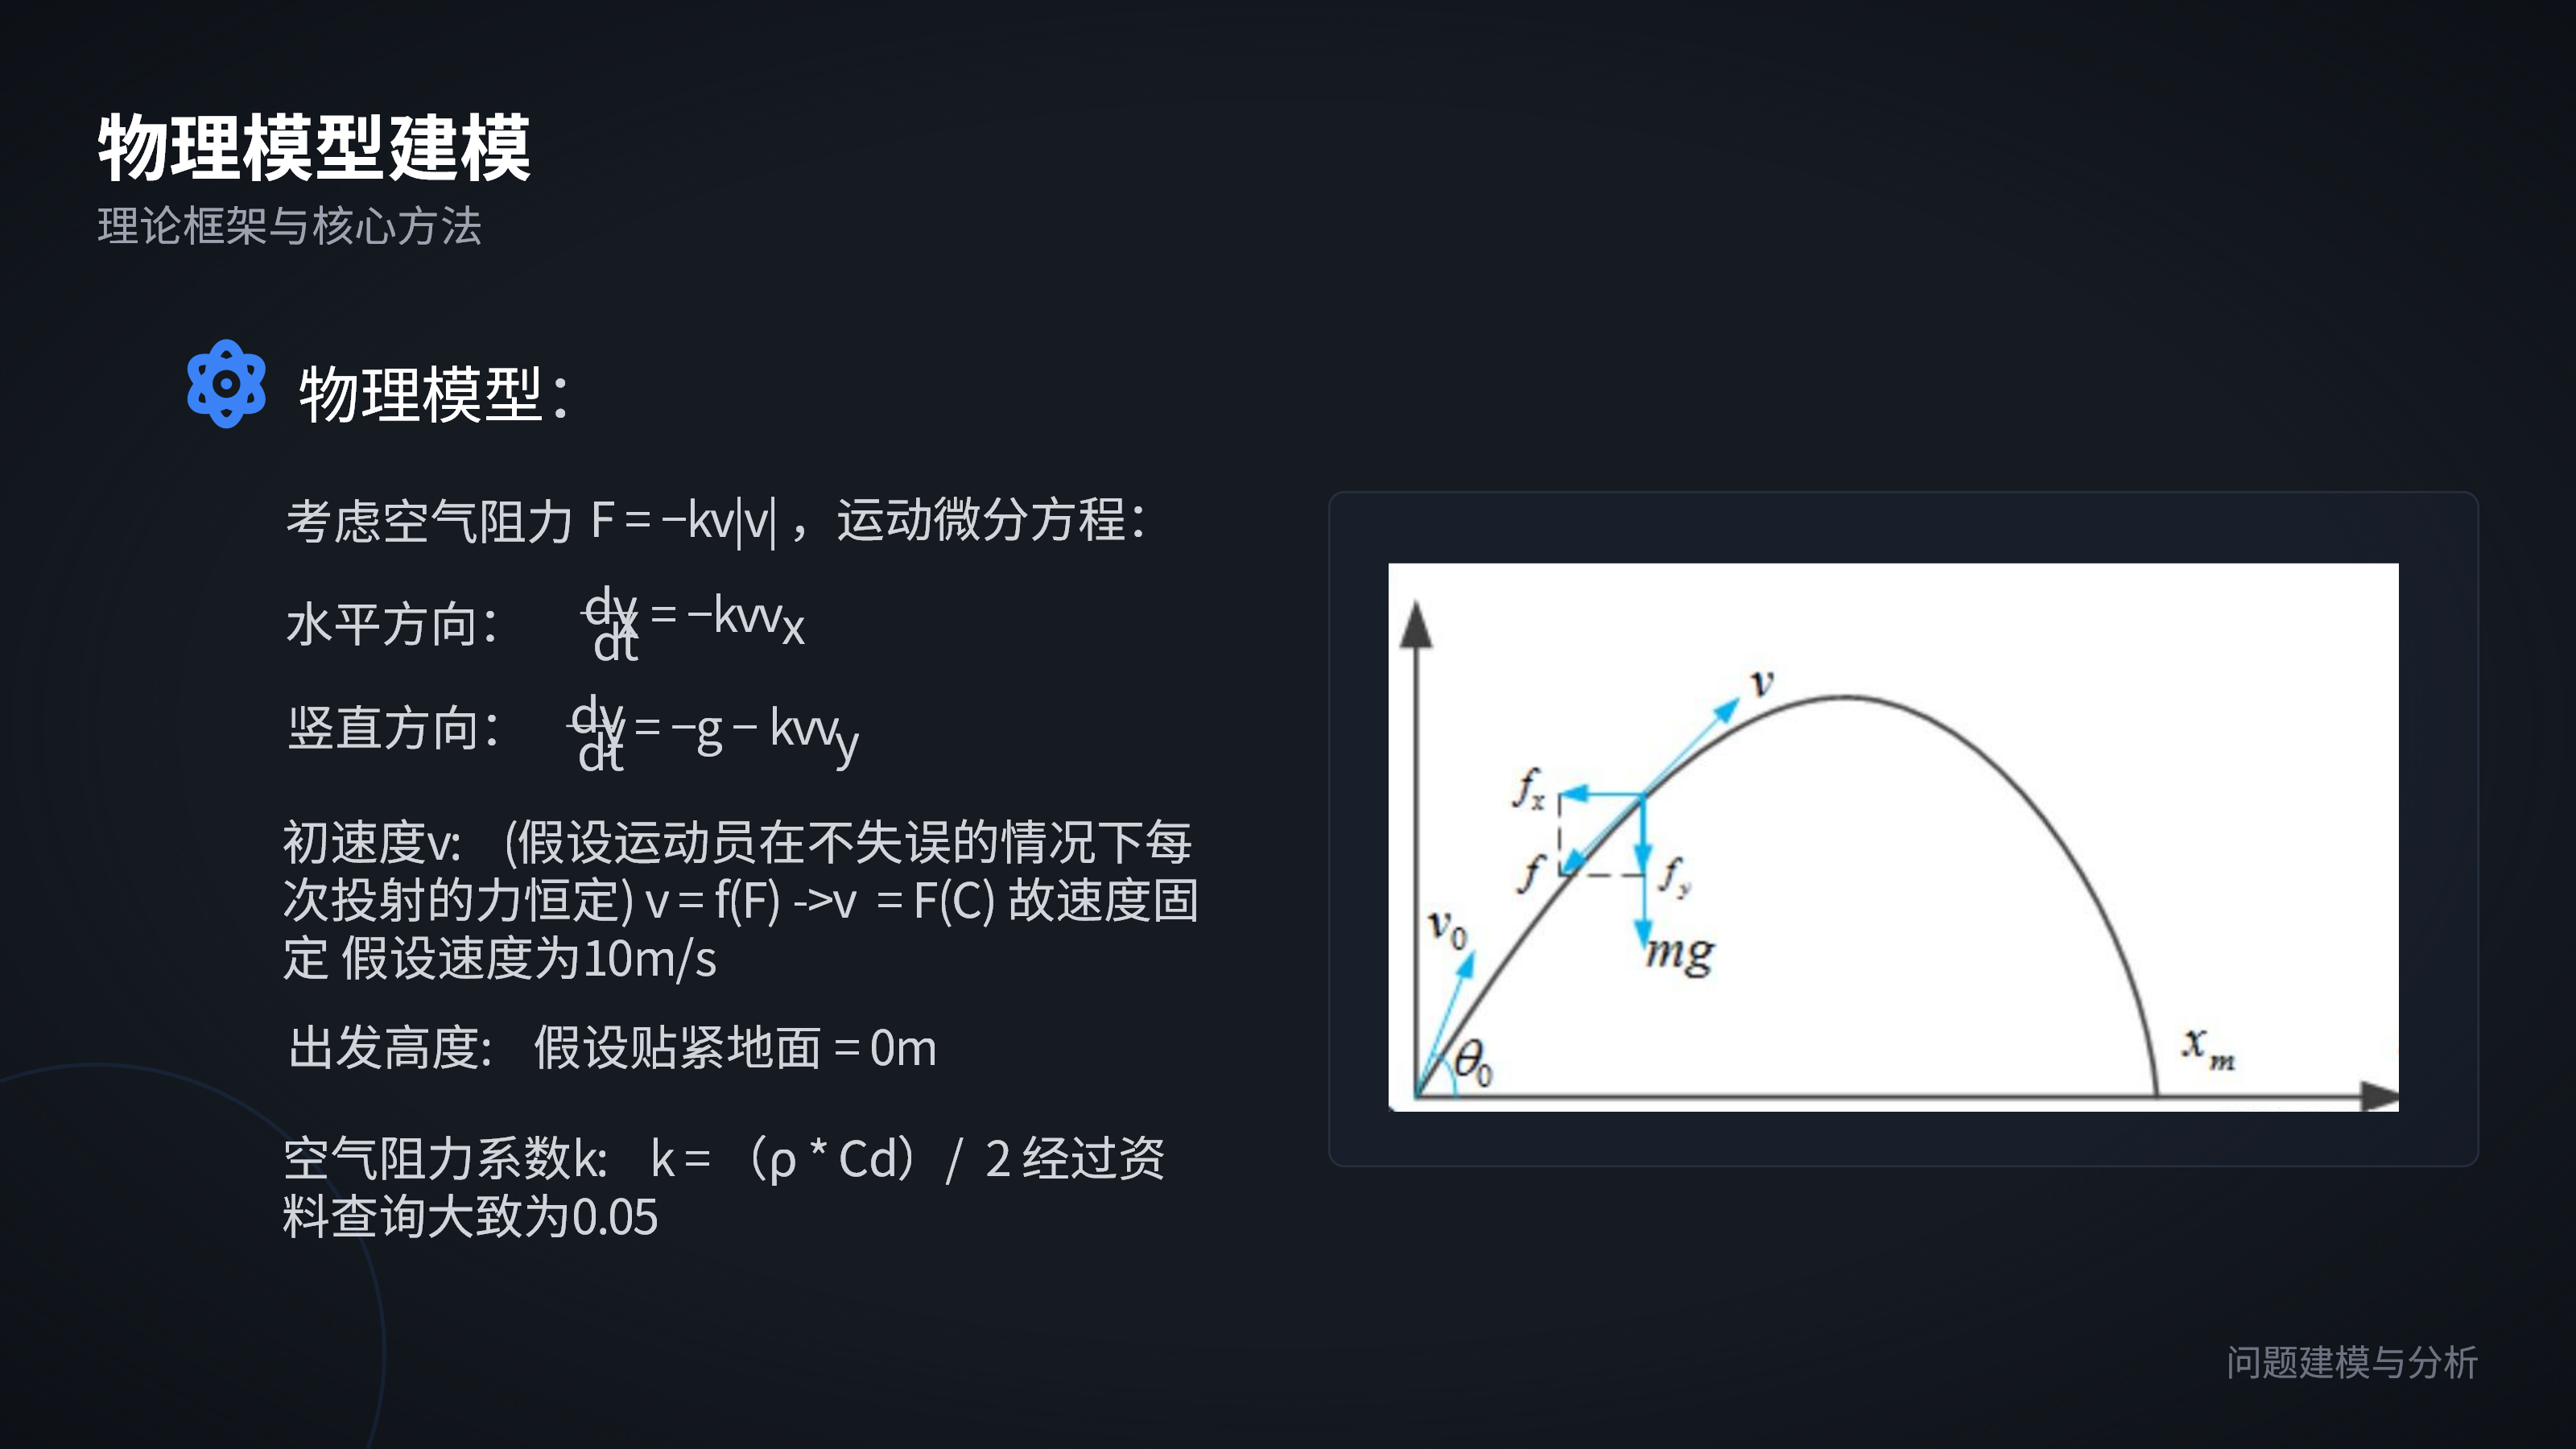 物理模型建模
理论框架与核心方法
物理模型：
考虑空气阻力 F = −kv|v| ，运动微分方程：
水平方向： dvx/dt = −kvvx
竖直方向： dvy/dt = −g − kvvy
初速度v: (假设运动员在不失误的情况下每
次投射的力恒定) v = f(F) ->v = F(C) 故速度固
定 假设速度为10m/s
出发高度: 假设贴紧地面 = 0m
空气阻力系数k: k = （ρ * Cd）/ 2 经过资
料查询大致为0.05
v
fx
f
fy
v0
mg
θ0
xm
问题建模与分析